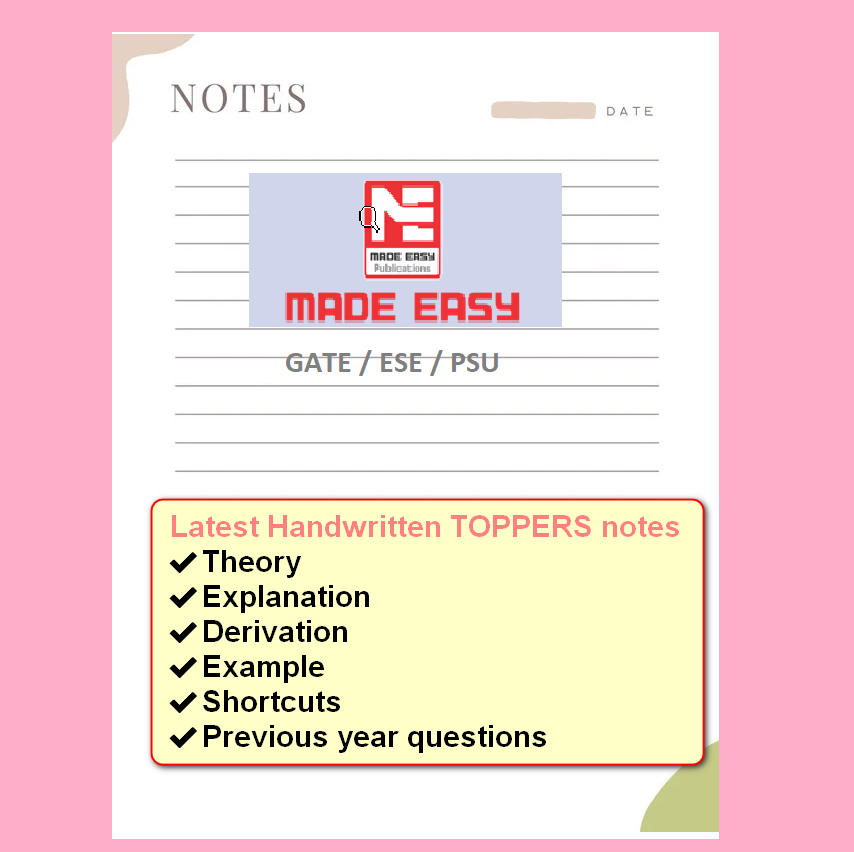 NOTES
DATE
MADE EASY
Publications
MADE EASY
GATE / ESE / PSU
Latest Handwritten TOPPERS notes
Theory
Explanation
Derivation
Example
Shortcuts
Previous year questions